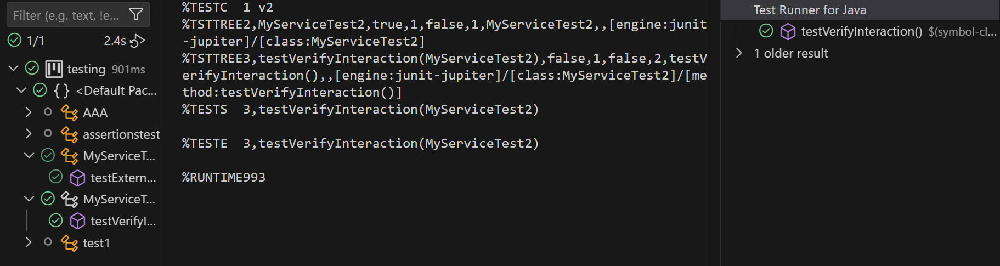 Filter (e.g. text, !e...
1/1 2.4s
testing 901ms
{} <Default Pac...
AAA
assertionstest
MyServiceT...
testExtern...
MyServiceT...
testVerifyI...
test1
%TESTC  1 v2
%TSTTREE2,MyServiceTest2,true,1,false,1,MyServiceTest2,,[engine:junit
-jupiter]/[class:MyServiceTest2]
%TSTTREE3,testVerifyInteraction(MyServiceTest2),false,1,false,2,testV
erifyInteraction(),,[engine:junit-jupiter]/[class:MyServiceTest2]/[me
thod:testVerifyInteraction()]
%TESTS  3,testVerifyInteraction(MyServiceTest2)
%TESTE  3,testVerifyInteraction(MyServiceTest2)
%RUNTIME993
Test Runner for Java
testVerifyInteraction() $(symbol-cl...
1 older result